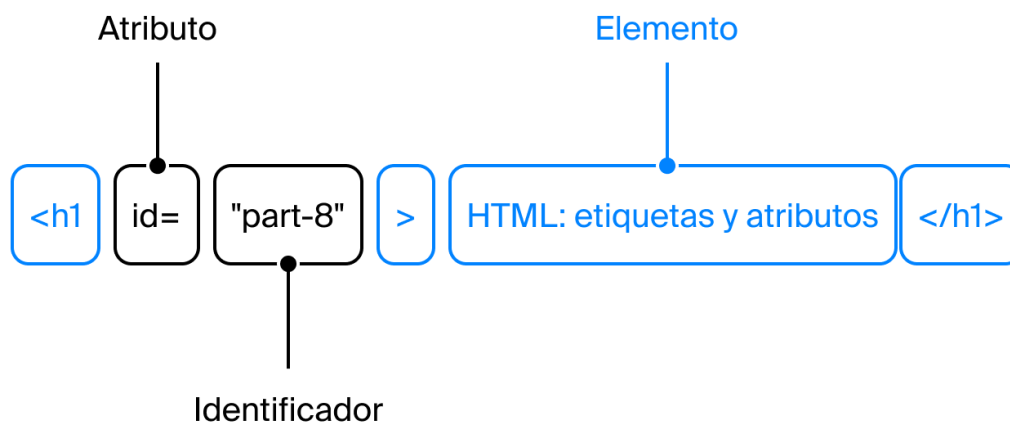 Atributo
Elemento
<h1 id= "part-8" > HTML: etiquetas y atributos </h1>
Identificador